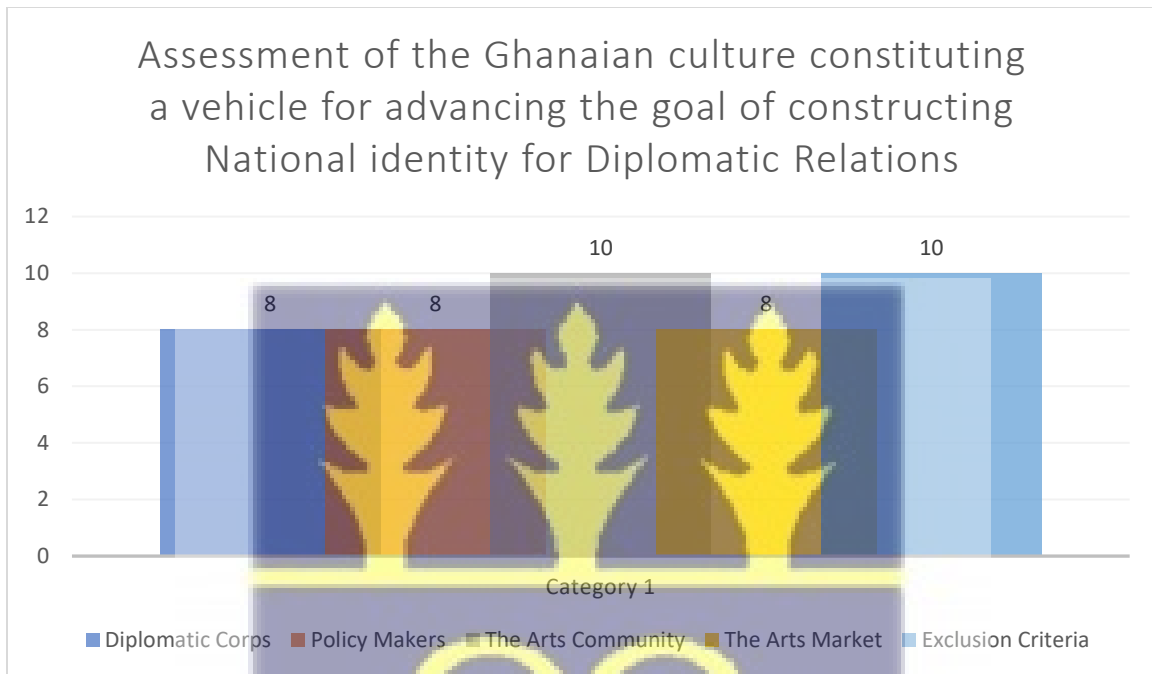 Assessment of the Ghanaian culture constituting
a vehicle for advancing the goal of constructing
National identity for Diplomatic Relations
12
10
8
6
4
2
0
8
8
10
8
10
Category 1
Diplomatic Corps Policy Makers The Arts Community The Arts Market Exclusion Criteria